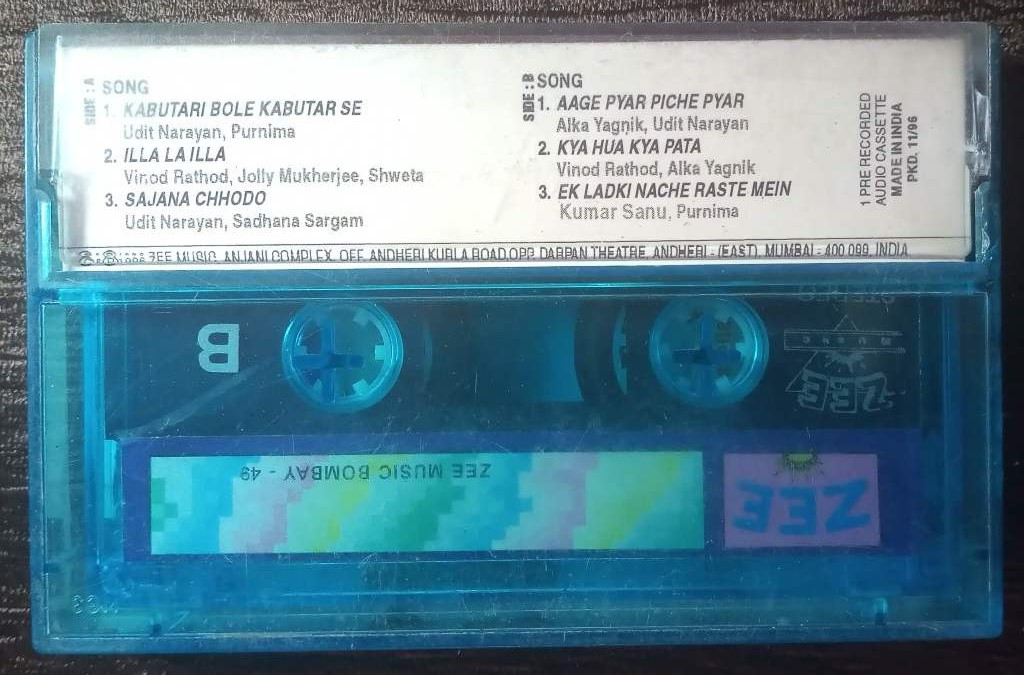 SIDE : A
SONG
1. KABUTARI BOLE KABUTAR SE
Udit Narayan, Purnima
2. ILLA LA ILLA
Vinod Rathod, Jolly Mukherjee, Shweta
3. SAJANA CHHODO
Udit Narayan, Sadhana Sargam
SIDE : B
SONG
1. AAGE PYAR PICHE PYAR
Alka Yagnik, Udit Narayan
2. KYA HUA KYA PATA
Vinod Rathod, Alka Yagnik
3. EK LADKI NACHE RASTE MEIN
Kumar Sanu, Purnima
1 PRE RECORDED
AUDIO CASSETTE
MADE IN INDIA
PKD. 11/96
ZEE MUSIC, ANJANI COMPLEX, OFF. ANDHERI KURLA ROAD, OPP. DARPAN THEATRE, ANDHERI - (EAST), MUMBAI - 400 099, INDIA
STEREO
B
MUSIC
ZEE
ZEE MUSIC BOMBAY - 49
ZEE